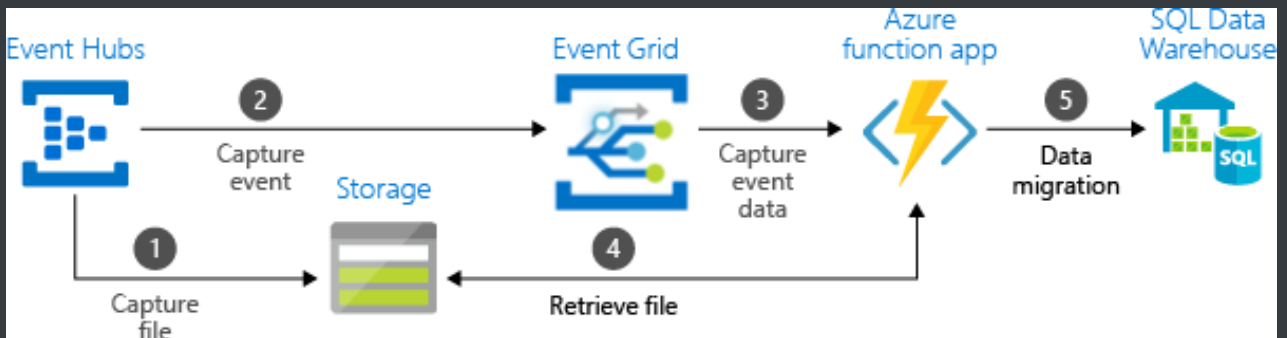 Event Hubs
2
Capture
event
Event Grid
3
Capture
event
data
Azure
function app
5
Data
migration
SQL Data
Warehouse
SQL
1
Capture
file
Storage
4
Retrieve file